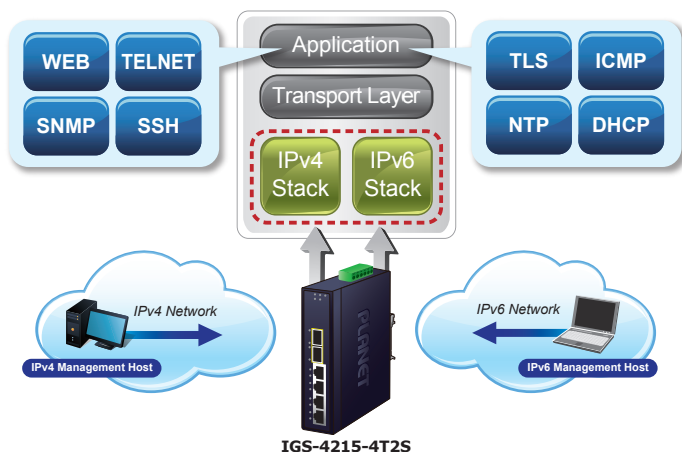 WEB
TELNET
SNMP
SSH
Application
Transport Layer
IPv4
Stack
IPv6
Stack
TLS
ICMP
NTP
DHCP
IPv4 Network
IPv4 Management Host
PLANET
IPv6 Network
IPv6 Management Host
IGS-4215-4T2S